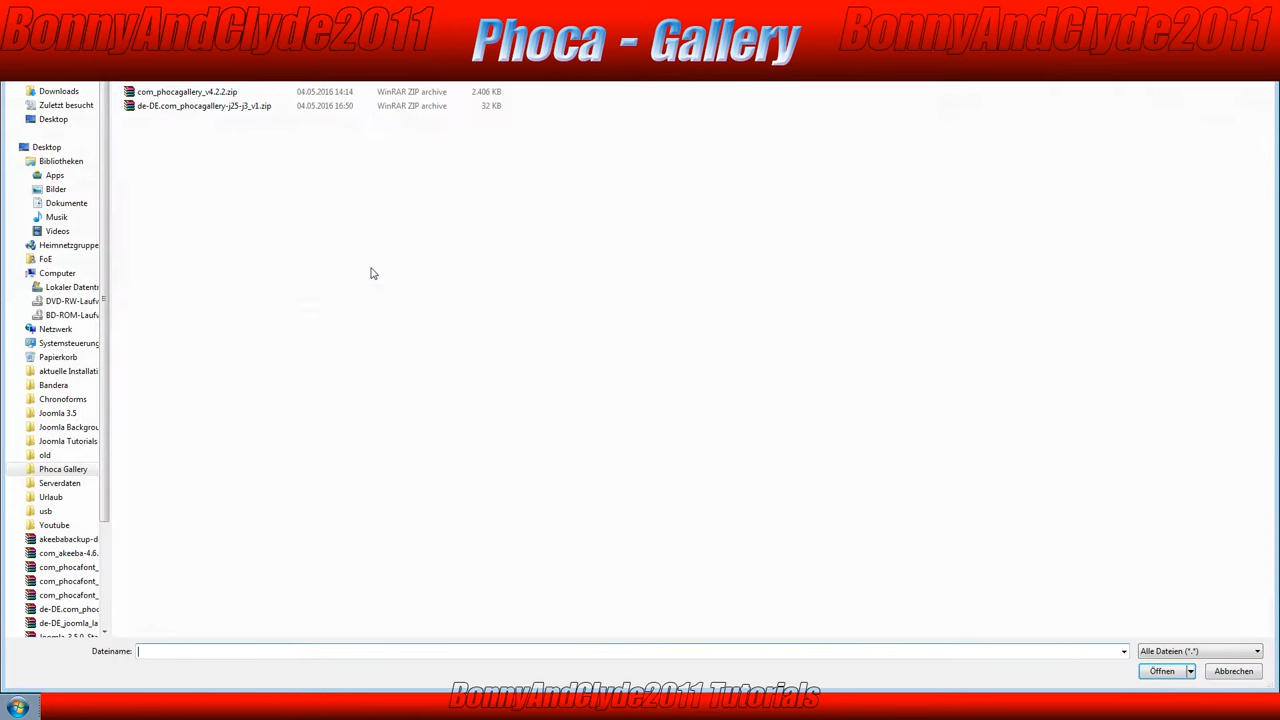 BonnyAndClyde2011
Phoca - Gallery
BonnyAndClyde2011
Downloads
Zuletzt besucht
Desktop
Desktop
Bibliotheken
Apps
Bilder
Dokumente
Musik
Videos
Heimnetzgruppe
FoE
Computer
Lokaler Datentr
DVD-RW-Laufw
BD-ROM-Laufw
Netzwerk
Systemsteuerung
Papierkorb
aktuelle Installati
Bandera
Chronoforms
Joomla 3.5
Joomla Backgrou
Joomla Tutorials
old
Phoca Gallery
Serverdaten
Urlaub
usb
Youtube
akeebabackup-d
com_akeeba-4.6.
com_phocafont_
com_phocafont_
com_phocafont_
de-DE.com_phoc
de-DE_joomla_la
Joomla_3.5.0_Sta
com_phocagallery_v4.2.2.zip 04.05.2016 14:14 WinRAR ZIP archive 2.406 KB
de-DE.com_phocagallery-j25-j3_v1.zip 04.05.2016 16:50 WinRAR ZIP archive 32 KB
Dateiname:
Alle Dateien (*.*)
Öffnen
Abbrechen
BonnyAndClyde2011 Tutorials